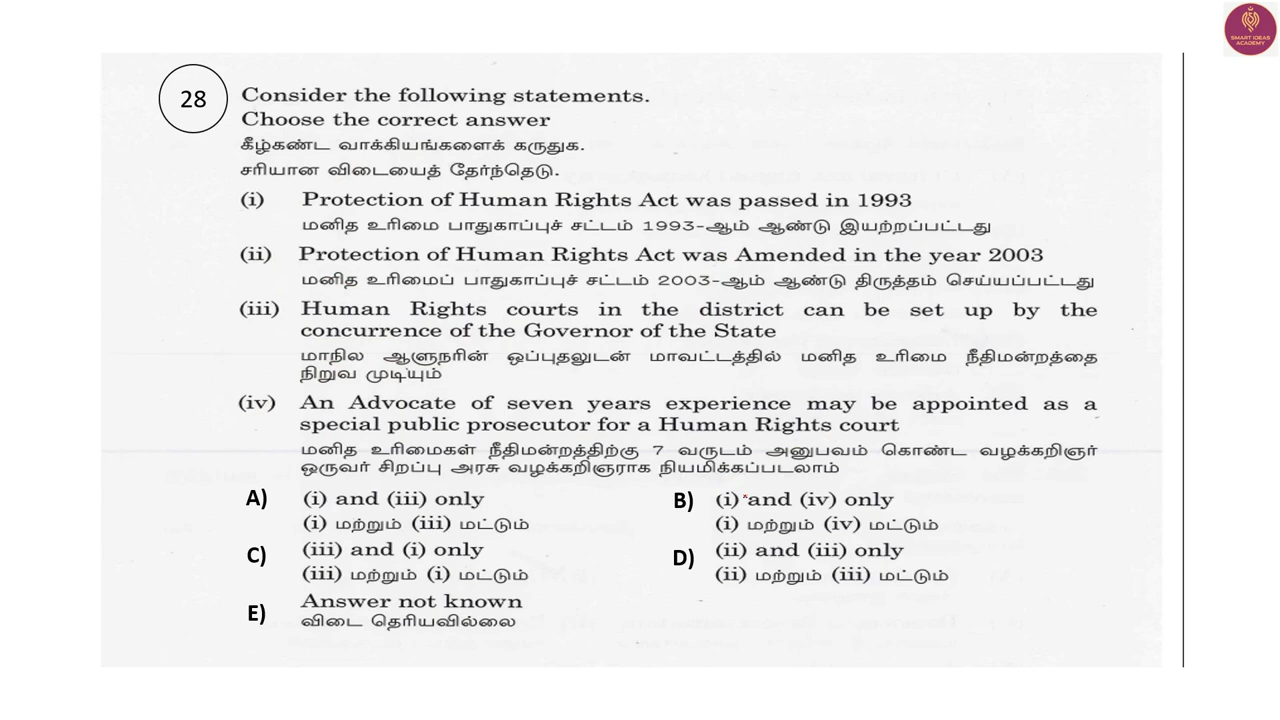 SMART IDEAS
ACADEMY
28
Consider the following statements.
Choose the correct answer
கீழ்கண்ட வாக்கியங்களைக் கருதுக.
சரியான விடையைத் தேர்ந்தெடு.
(i) Protection of Human Rights Act was passed in 1993
மனித உரிமை பாதுகாப்புச் சட்டம் 1993-ஆம் ஆண்டு இயற்றப்பட்டது
(ii) Protection of Human Rights Act was Amended in the year 2003
மனித உரிமைப் பாதுகாப்புச் சட்டம் 2003-ஆம் ஆண்டு திருத்தம் செய்யப்பட்டது
(iii) Human Rights courts in the district can be set up by the
concurrence of the Governor of the State
மாநில ஆளுநரின் ஒப்புதலுடன் மாவட்டத்தில் மனித உரிமை நீதிமன்றத்தை
நிறுவ முடியும்
(iv) An Advocate of seven years experience may be appointed as a
special public prosecutor for a Human Rights court
மனித உரிமைகள் நீதிமன்றத்திற்கு 7 வருடம் அனுபவம் கொண்ட வழக்கறிஞர்
ஒருவர் சிறப்பு அரசு வழக்கறிஞராக நியமிக்கப்படலாம்
A) (i) and (iii) only
(i) மற்றும் (iii) மட்டும்
B) (i) and (iv) only
(i) மற்றும் (iv) மட்டும்
C) (iii) and (i) only
(iii) மற்றும் (i) மட்டும்
D) (ii) and (iii) only
(ii) மற்றும் (iii) மட்டும்
E) Answer not known
விடை தெரியவில்லை